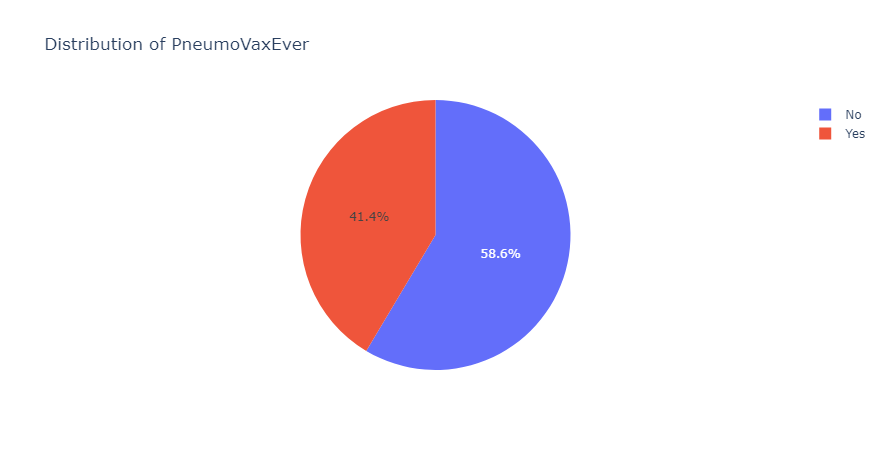 Distribution of PneumoVaxEver
No
Yes
41.4%
58.6%